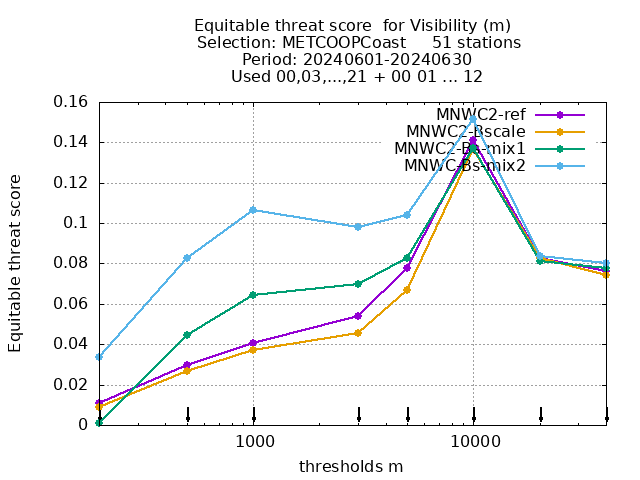 Equitable threat score  for Visibility (m)
Selection: METCOOPCoast     51 stations
Period: 20240601-20240630
Used 00,03,...,21 + 00 01 ... 12
MNWC2-ref
MNWC2-Bscale
MNWC2-Bs-mix1
MNWC-Bs-mix2
Equitable threat score
0.16
0.14
0.12
0.1
0.08
0.06
0.04
0.02
0
1000
10000
thresholds m